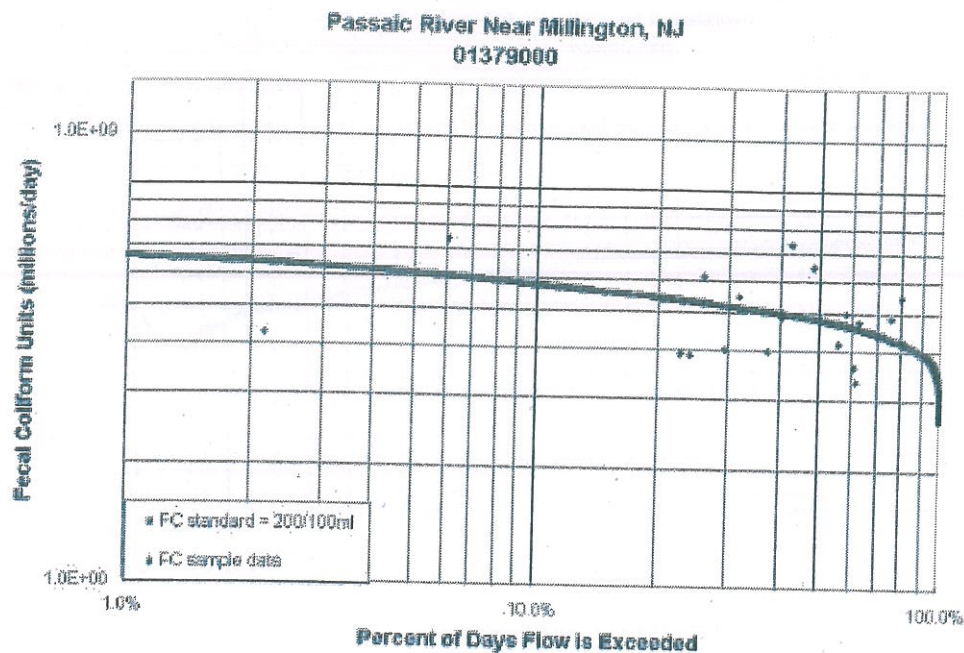 Passaic River Near Millington, NJ
01379000
1.0E+09
Fecal Coliform Units (millions/day)
FC standard = 200/100ml
FC sample data
1.0E+00
1.0%
10.0%
100.0%
Percent of Days Flow is Exceeded